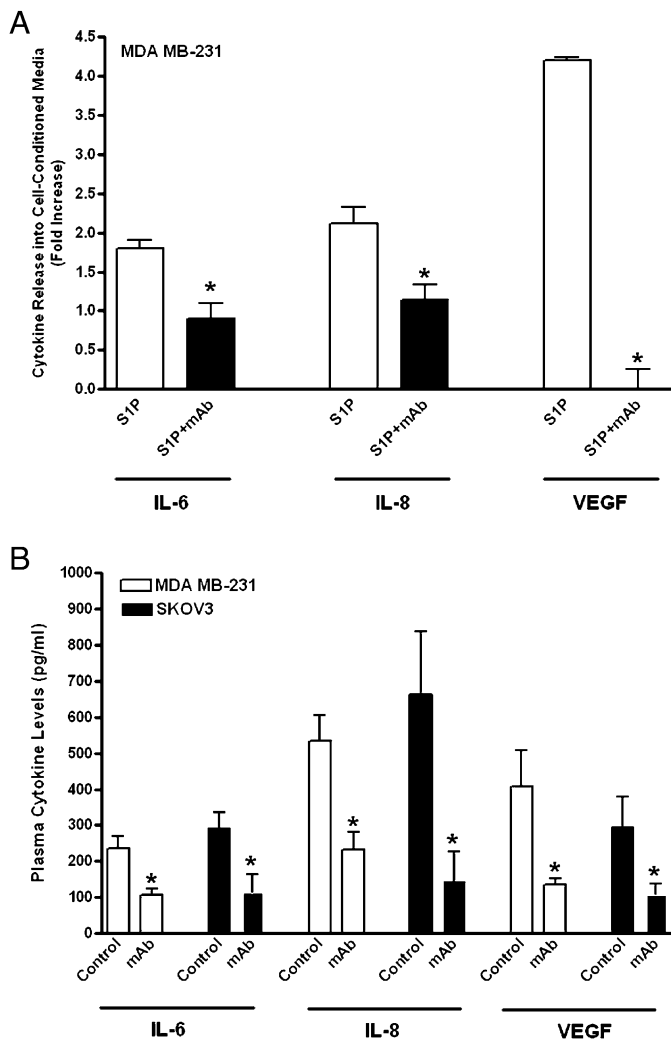 A
MDA MB-231
Cytokine Release into Cell-Conditioned Media
(Fold Increase)
4.5
4.0
3.5
3.0
2.5
2.0
1.5
1.0
0.5
0.0
* * *
S1P S1P+mAb S1P S1P+mAb S1P S1P+mAb
IL-6 IL-8 VEGF
B
MDA MB-231
SKOV3
Plasma Cytokine Levels (pg/ml)
1000
900
800
700
600
500
400
300
200
100
0
* * * * * *
Control mAb Control mAb Control mAb Control mAb Control mAb Control mAb
IL-6 IL-8 VEGF